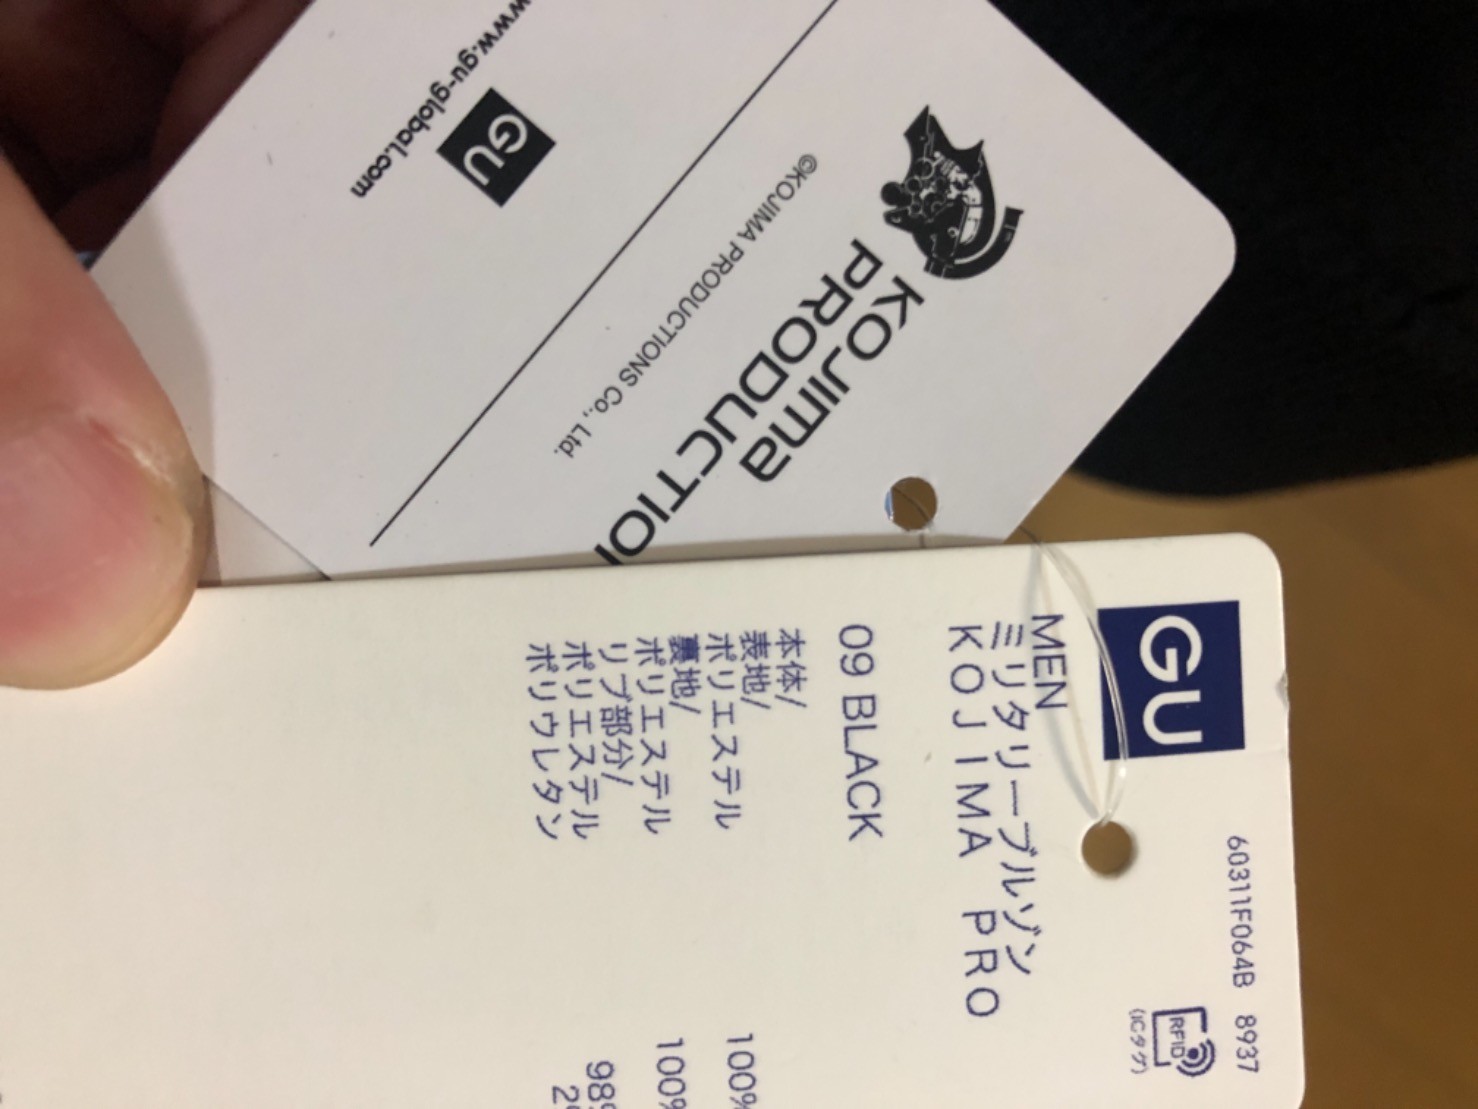 www.gu-global.com
GU
©KOJIMA PRODUCTIONS Co., Ltd.
KOJIMA
PRODUCTIO
GU
60311F064B 8937
RFID
(ICタグ)
MEN
ミリタリーブルゾン
KOJIMA PRO
09 BLACK
本体/
表地/
ポリエステル 100%
裏地/
ポリエステル 100%
リブ部分/
ポリエステル 98%
ポリウレタン